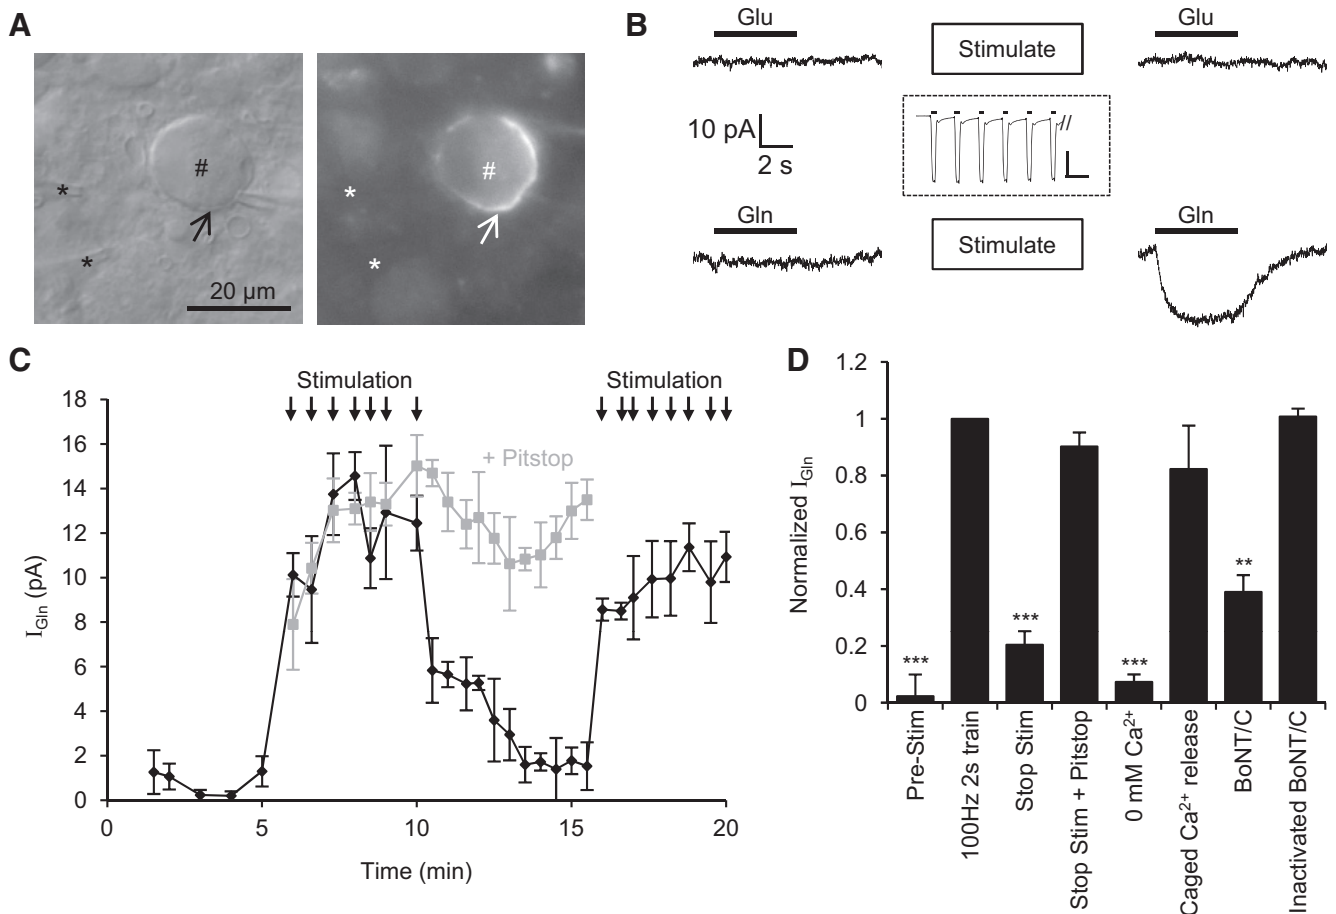 A
#
*
*
20 µm
#
*
*
B
Glu
Stimulate
Glu
10 pA
2 s
//
Gln
Stimulate
Gln
C
Stimulation
Stimulation
+ Pitstop
18
16
14
12
10
8
6
4
2
0
I_Gln (pA)
0
5
10
15
20
Time (min)
D
1.2
1
0.8
0.6
0.4
0.2
0
Normalized I_Gln
***
***
***
**
Pre-Stim
100Hz 2s train
Stop Stim
Stop Stim + Pitstop
0 mM Ca²⁺
Caged Ca²⁺ release
BoNT/C
Inactivated BoNT/C